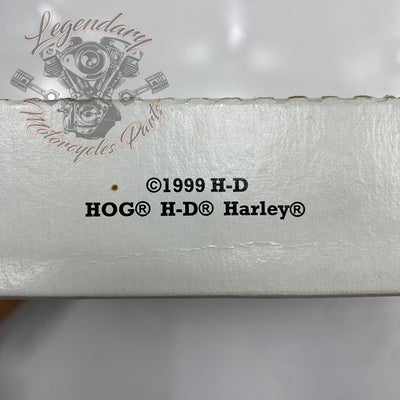 Legendary
Motorcycles Parts
©1999 H-D
HOG® H-D® Harley®